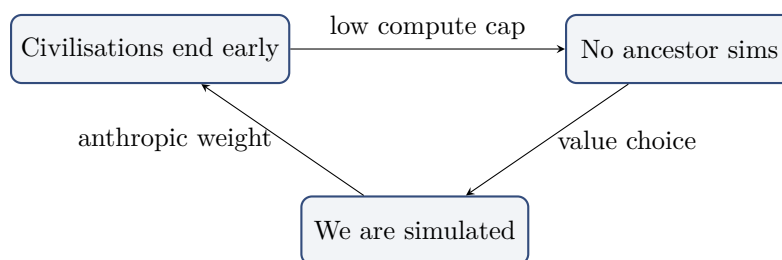 low compute cap
Civilisations end early
No ancestor sims
anthropic weight
value choice
We are simulated